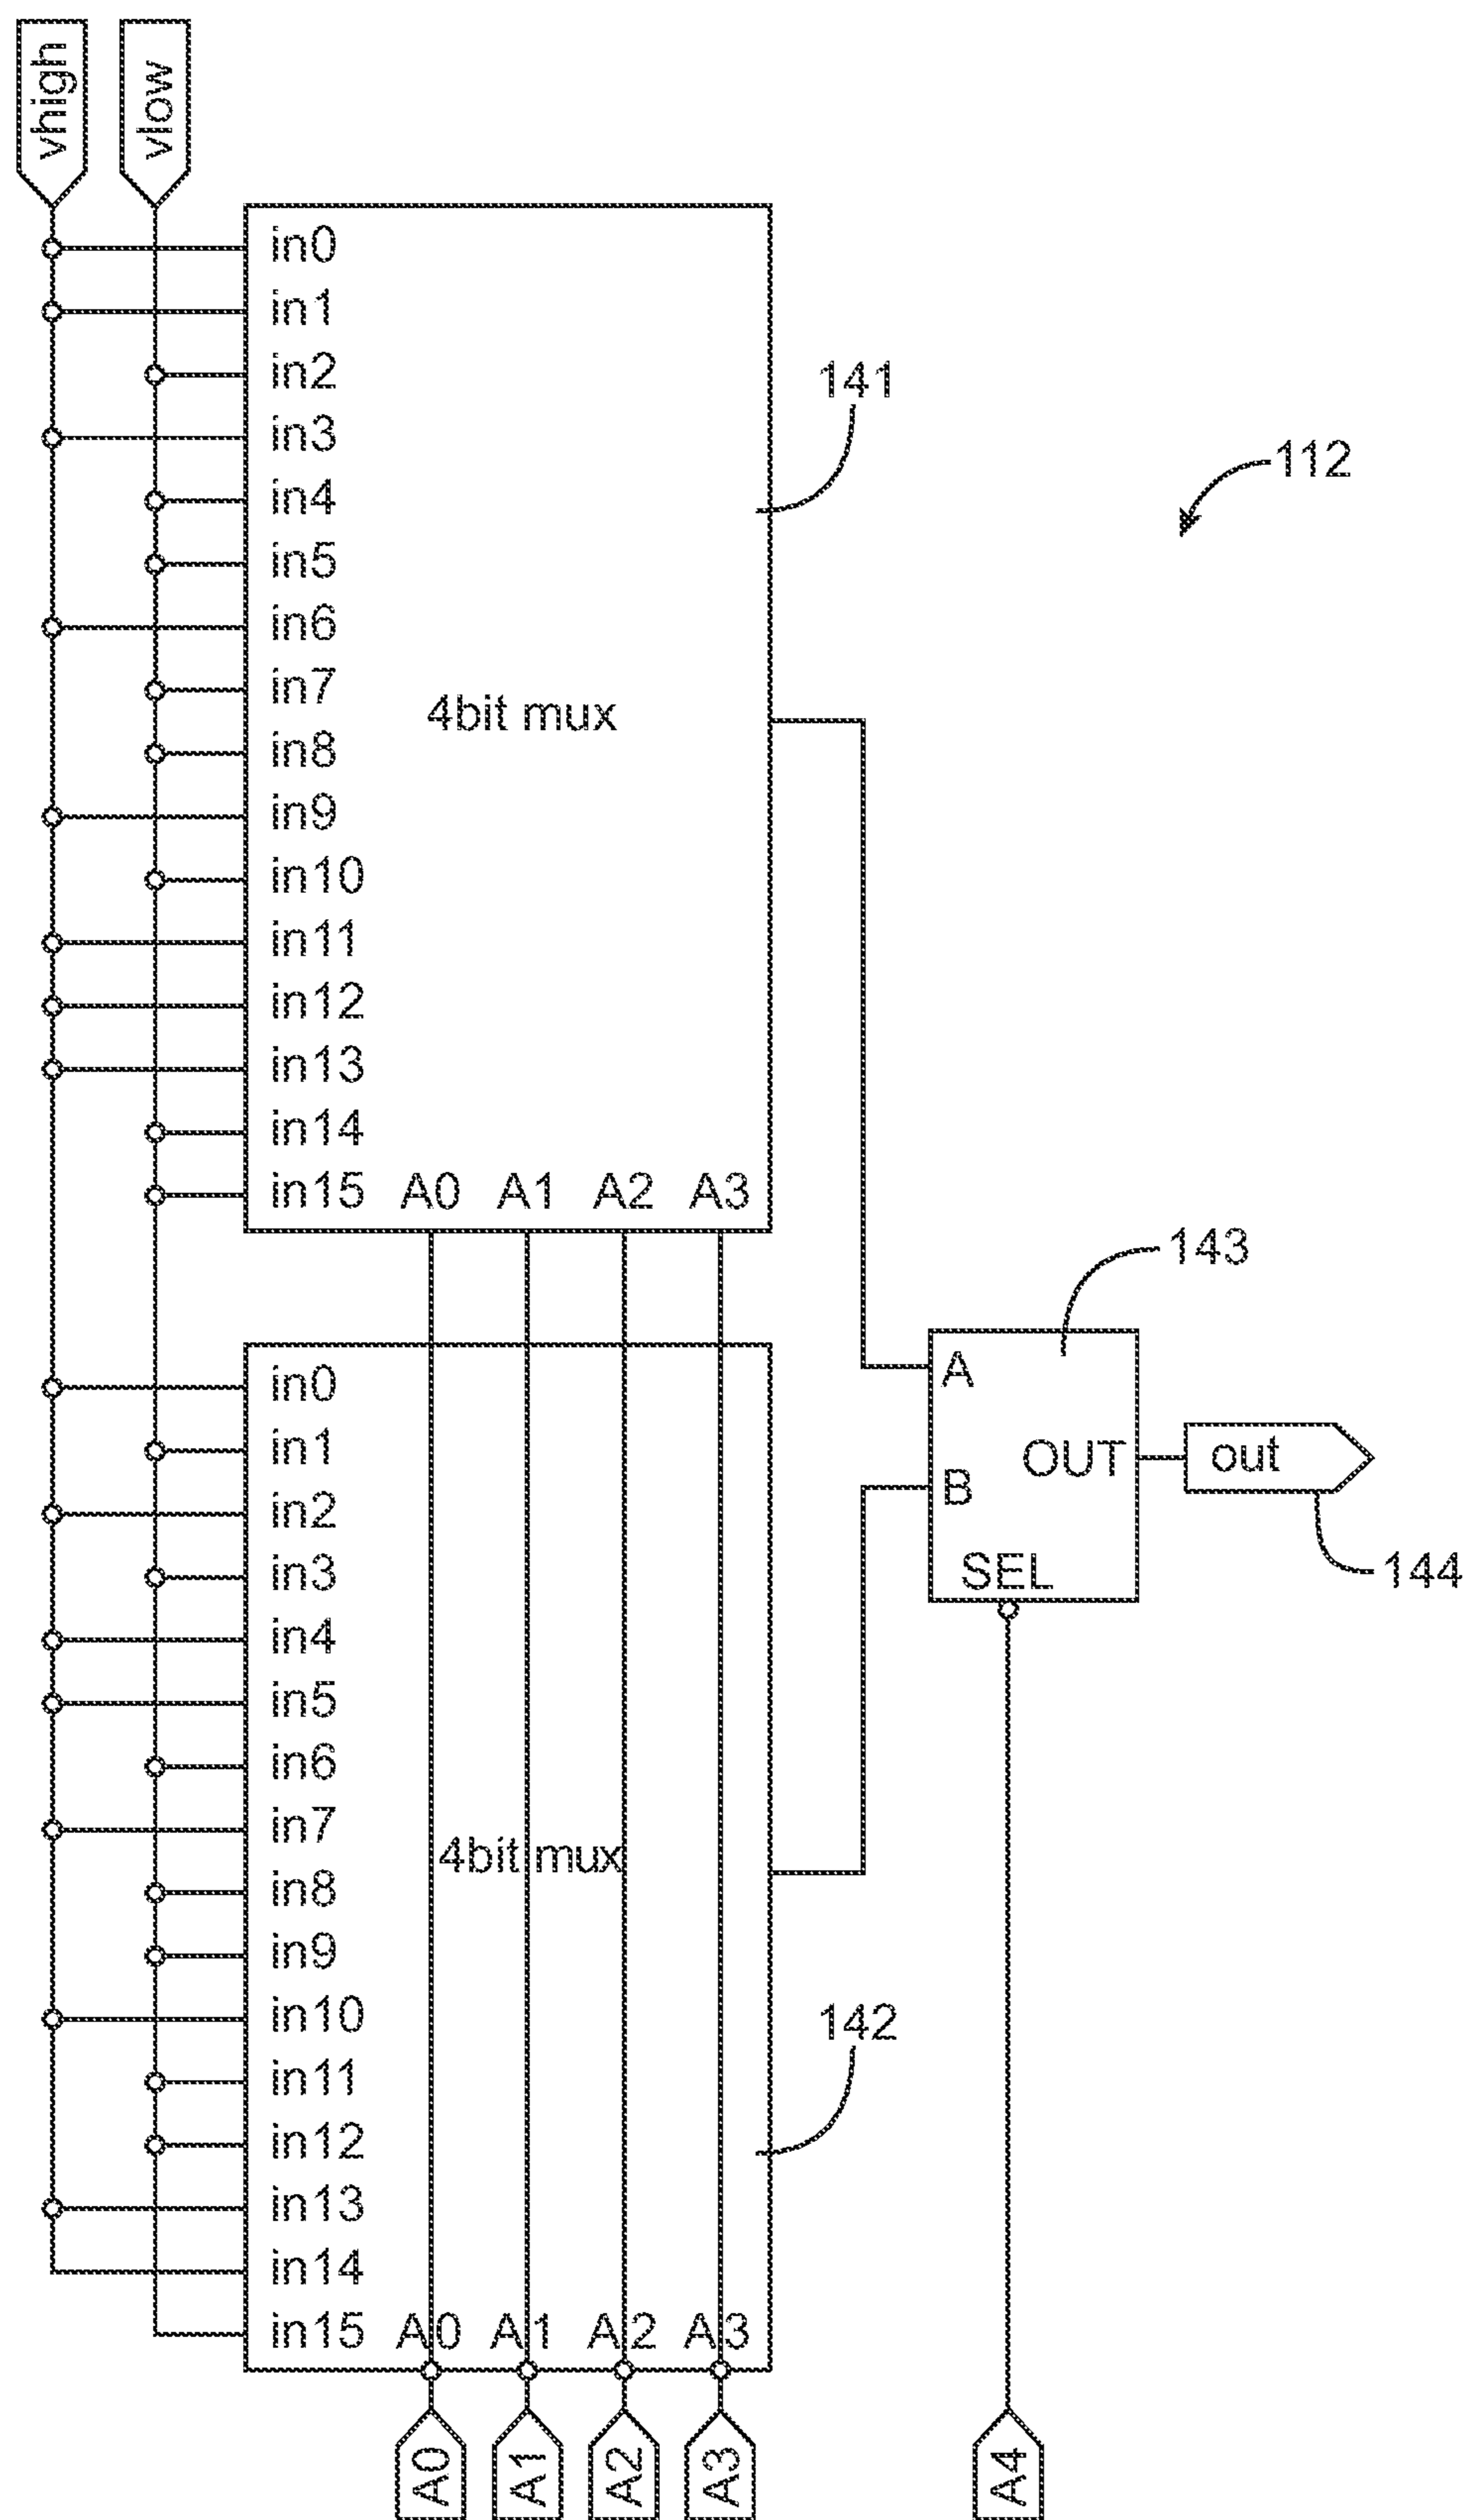 vhigh
vlow
in0
in1
in2
in3
in4
in5
in6
in7
in8
in9
in10
in11
in12
in13
in14
in15 A0 A1 A2 A3
4bit mux
141
112
in0
in1
in2
in3
in4
in5
in6
in7
in8
in9
in10
in11
in12
in13
in14
in15 A0 A1 A2 A3
4bit mux
142
143
A
B
OUT
SEL
out
144
A0
A1
A2
A3
A4